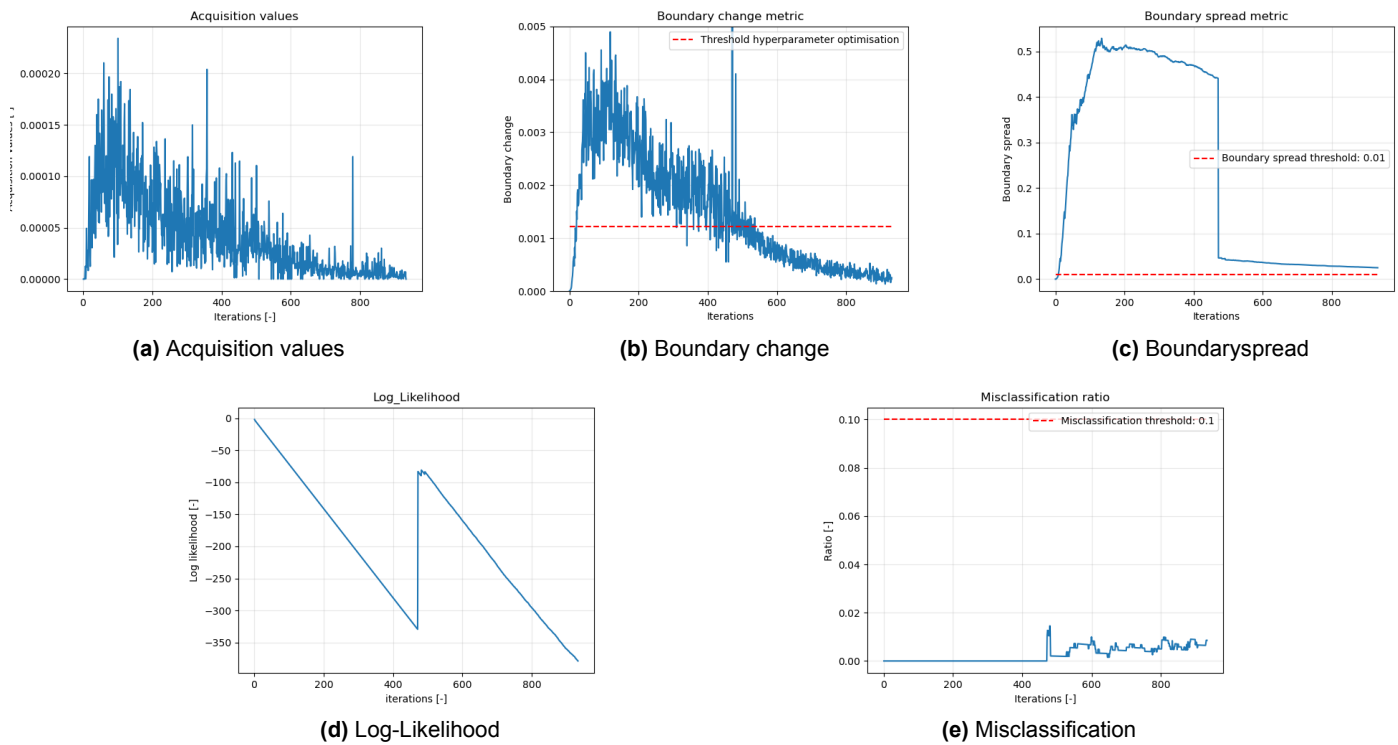 Acquisition values
0.00020
0.00015
0.00010
0.00005
0.00000
0
200
400
600
800
Iterations [-]
(a) Acquisition values
Boundary change metric
Threshold hyperparameter optimisation
Boundary change
0.005
0.004
0.003
0.002
0.001
0.000
0
200
400
600
800
Iterations
(b) Boundary change
Boundary spread metric
Boundary spread threshold: 0.01
Boundary spread
0.5
0.4
0.3
0.2
0.1
0.0
0
200
400
600
800
Iterations
(c) Boundaryspread
Log_Likelihood
Log likelihood [-]
0
−50
−100
−150
−200
−250
−300
−350
0
200
400
600
800
iterations [-]
(d) Log-Likelihood
Misclassification ratio
Misclassification threshold: 0.1
Ratio [-]
0.10
0.08
0.06
0.04
0.02
0.00
0
200
400
600
800
Iterations [-]
(e) Misclassification